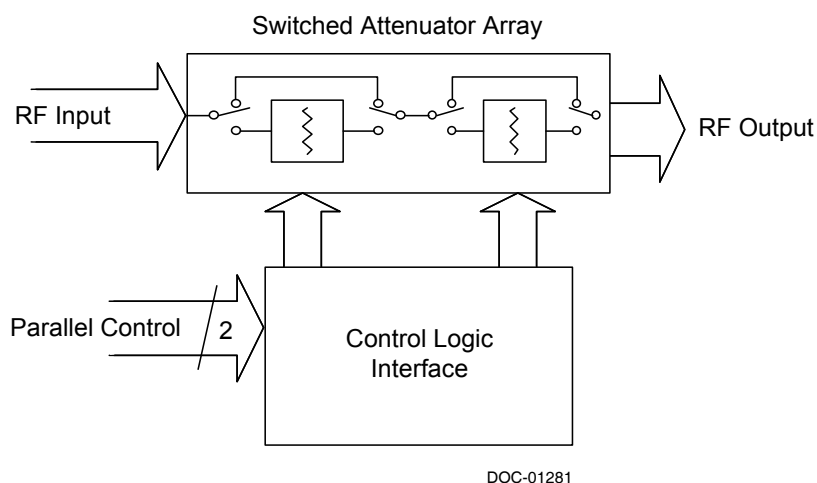 Switched Attenuator Array
RF Input
RF Output
Parallel Control
2
Control Logic
Interface
DOC-01281